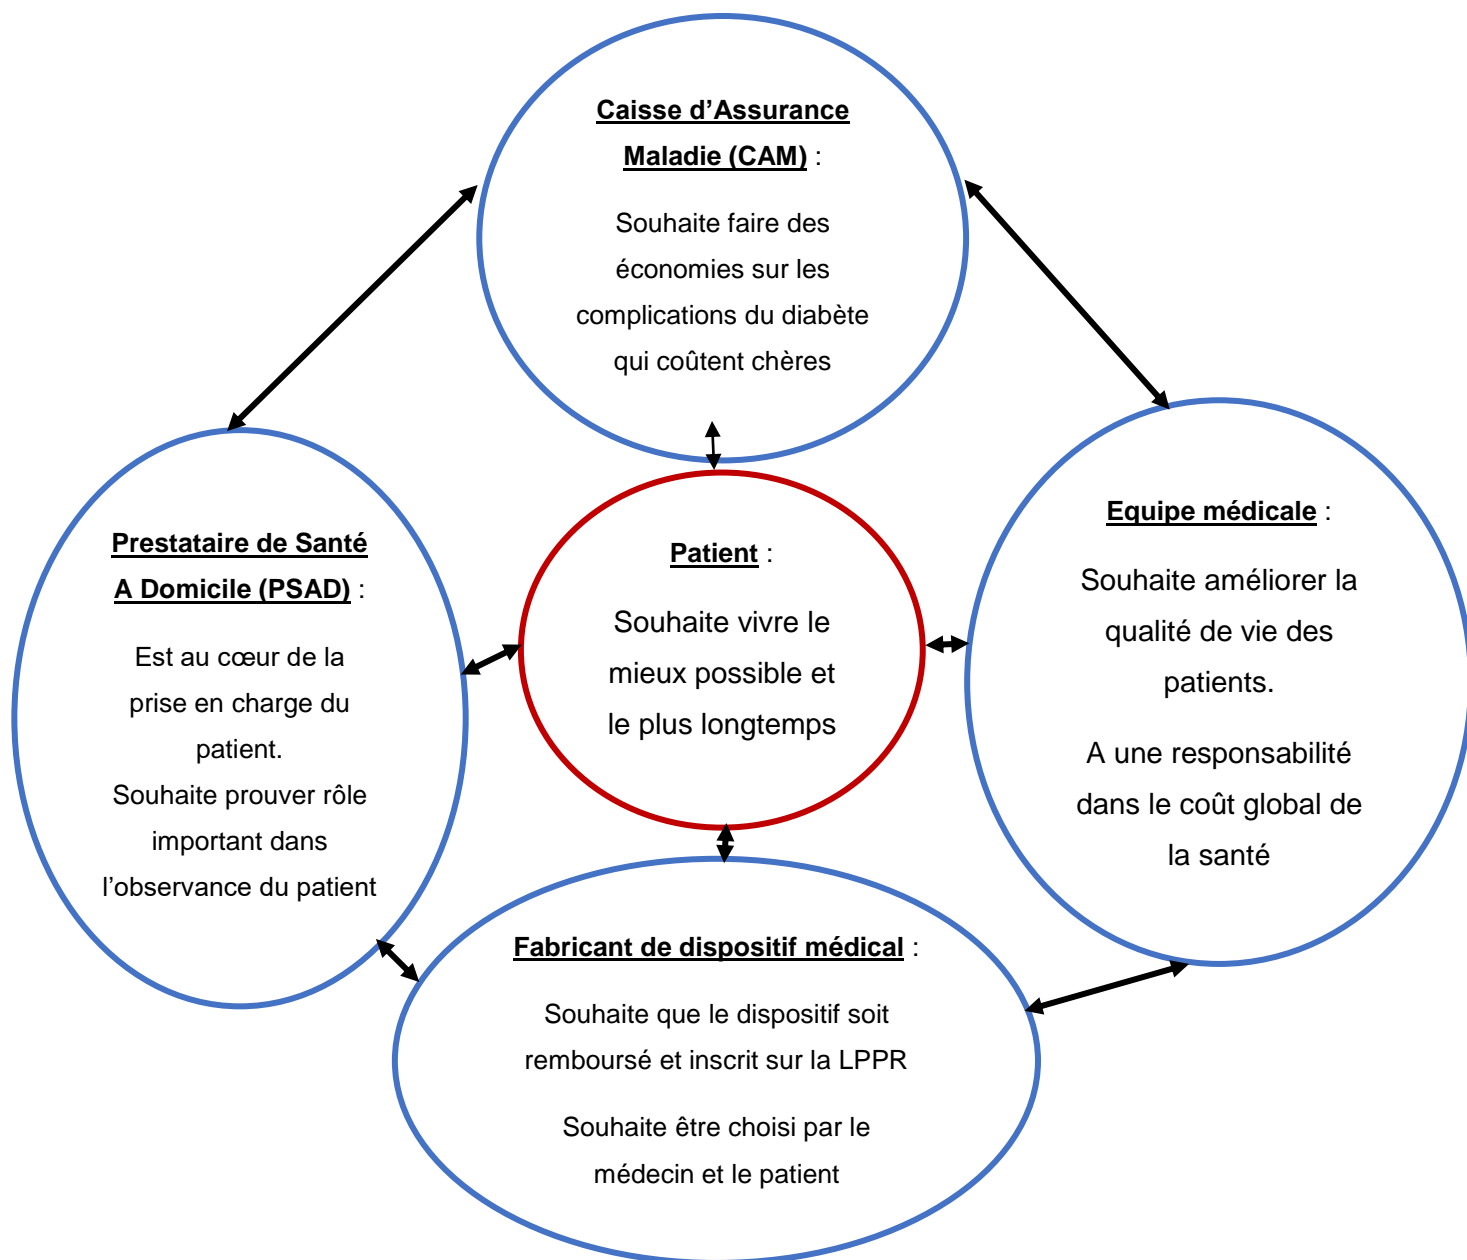 Caisse d’Assurance
Maladie (CAM) :
Souhaite faire des
économies sur les
complications du diabète
qui coûtent chères
Prestataire de Santé
A Domicile (PSAD) :
Est au cœur de la
prise en charge du
patient.
Souhaite prouver rôle
important dans
l’observance du patient
Patient :
Souhaite vivre le
mieux possible et
le plus longtemps
Equipe médicale :
Souhaite améliorer la
qualité de vie des
patients.
A une responsabilité
dans le coût global de
la santé
Fabricant de dispositif médical :
Souhaite que le dispositif soit
remboursé et inscrit sur la LPPR
Souhaite être choisi par le
médecin et le patient